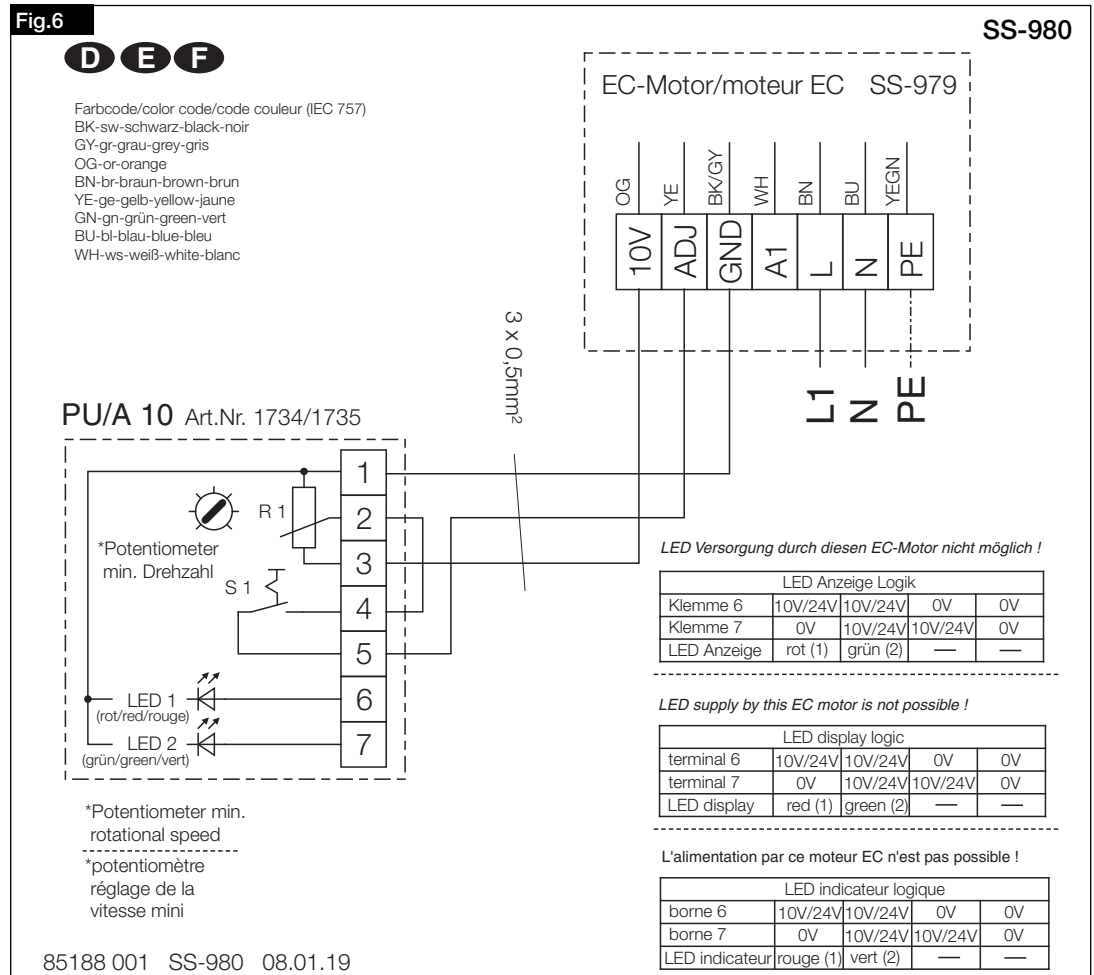 Fig.6
SS-980
D E F
Farbcode/color code/code couleur (IEC 757)
BK-sw-schwarz-black-noir
GY-gr-grau-grey-gris
OG-or-orange
BN-br-braun-brown-brun
YE-ge-gelb-yellow-jaune
GN-gn-grün-green-vert
BU-bl-blau-blue-bleu
WH-ws-weiß-white-blanc
EC-Motor/moteur EC SS-979
OG YE BK/GY WH BN BU YEGN
10V ADJ GND A1 L N PE
L1 N PE
3 x 0,5mm²
PU/A 10 Art.Nr. 1734/1735
1
R 1 2
*Potentiometer
min. Drehzahl
3
S 1 4
5
LED 1 6
(rot/red/rouge)
LED 2 7
(grün/green/vert)
*Potentiometer min.
rotational speed
*potentiomètre
réglage de la
vitesse mini
LED Versorgung durch diesen EC-Motor nicht möglich !
LED Anzeige Logik
Klemme 6 10V/24V 10V/24V 0V 0V
Klemme 7 0V 10V/24V 10V/24V 0V
LED Anzeige rot (1) grün (2) — —
LED supply by this EC motor is not possible !
LED display logic
terminal 6 10V/24V 10V/24V 0V 0V
terminal 7 0V 10V/24V 10V/24V 0V
LED display red (1) green (2) — —
L'alimentation par ce moteur EC n'est pas possible !
LED indicateur logique
borne 6 10V/24V 10V/24V 0V 0V
borne 7 0V 10V/24V 10V/24V 0V
LED indicateur rouge (1) vert (2) — —
85188 001 SS-980 08.01.19